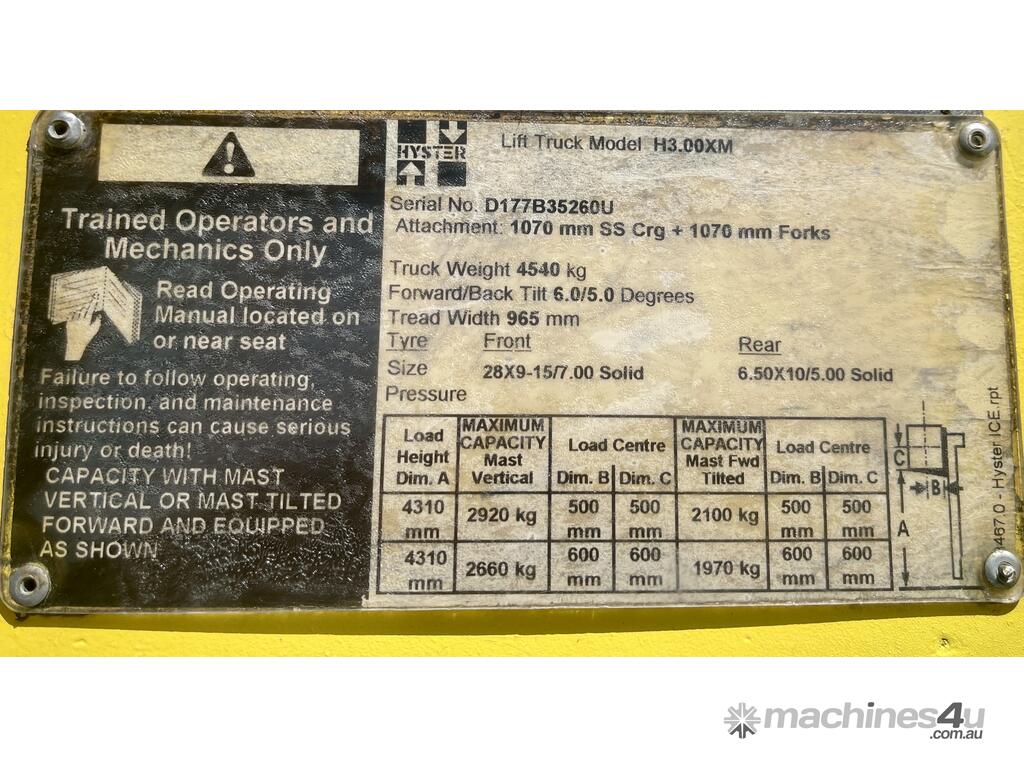 Trained Operators and
Mechanics Only
Read Operating
Manual located on
or near seat
Failure to follow operating,
inspection, and maintenance
instructions can cause serious
injury or death!
CAPACITY WITH MAST
VERTICAL OR MAST TILTED
FORWARD AND EQUIPPED
AS SHOWN
HYSTER
Lift Truck Model H3.00XM
Serial No. D177B35260U
Attachment: 1070 mm SS Crg + 1070 mm Forks
Truck Weight 4540 kg
Forward/Back Tilt 6.0/5.0 Degrees
Tread Width 965 mm
Tyre Front Rear
Size 28X9-15/7.00 Solid 6.50X10/5.00 Solid
Pressure
Load Height Dim. A MAXIMUM CAPACITY Mast Vertical Load Centre Dim. B Dim. C MAXIMUM CAPACITY Mast Fwd Tilted Load Centre Dim. B Dim. C
4310 mm 2920 kg 500 mm 500 mm 2100 kg 500 mm 500 mm
4310 mm 2660 kg 600 mm 600 mm 1970 kg 600 mm 600 mm
C
B
A
467.0 - Hyster ICE.rpt
machines4u
.com.au